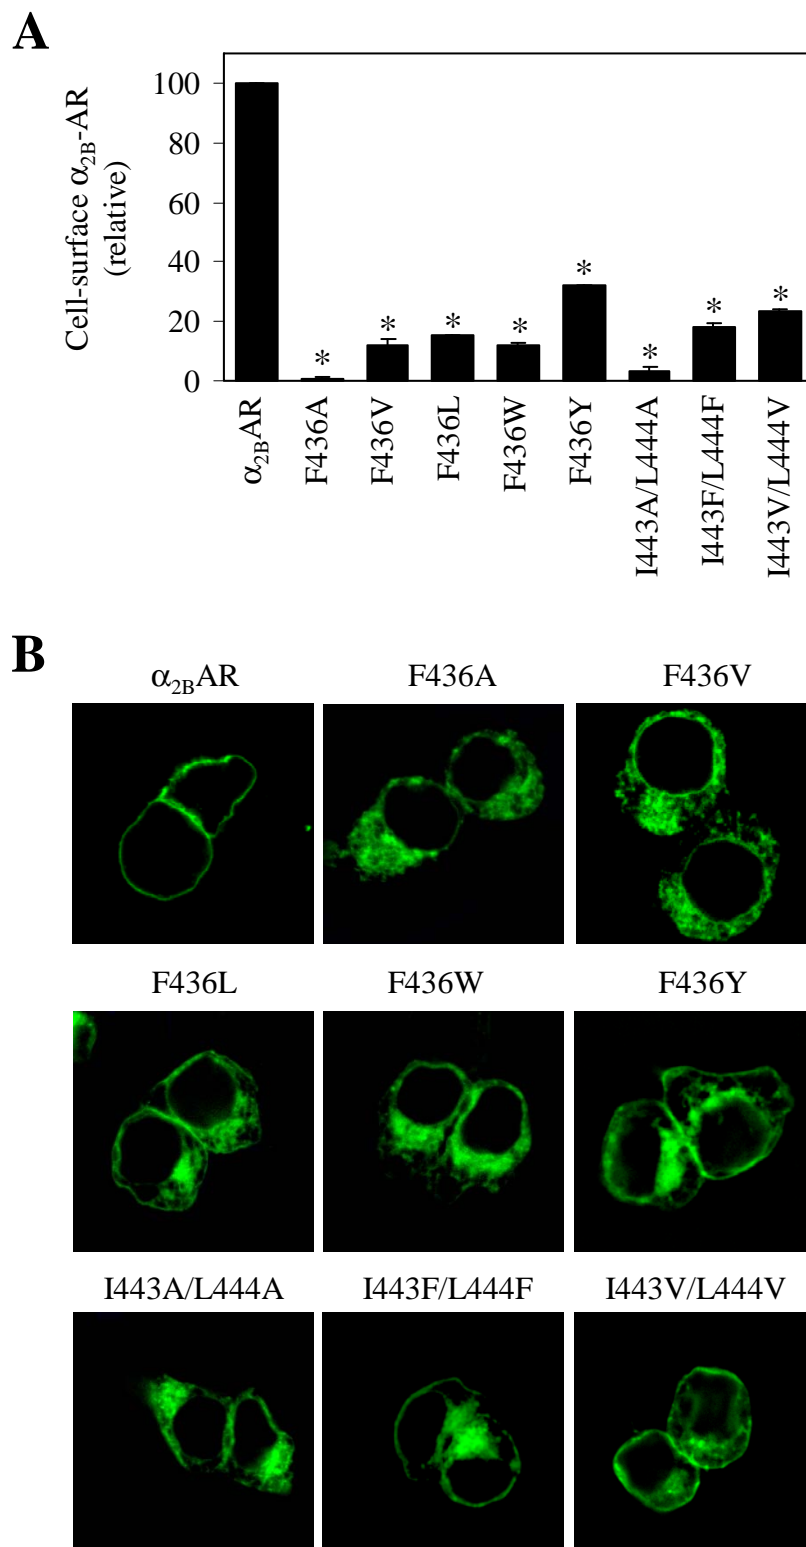 A
Cell-surface α2B-AR
(relative)
100
80
60
40
20
0
*
*
*
*
*
*
*
*
α2BAR
F436A
F436V
F436L
F436W
F436Y
I443A/L444A
I443F/L444F
I443V/L444V
B
α2BAR F436A F436V
F436L F436W F436Y
I443A/L444A I443F/L444F I443V/L444V